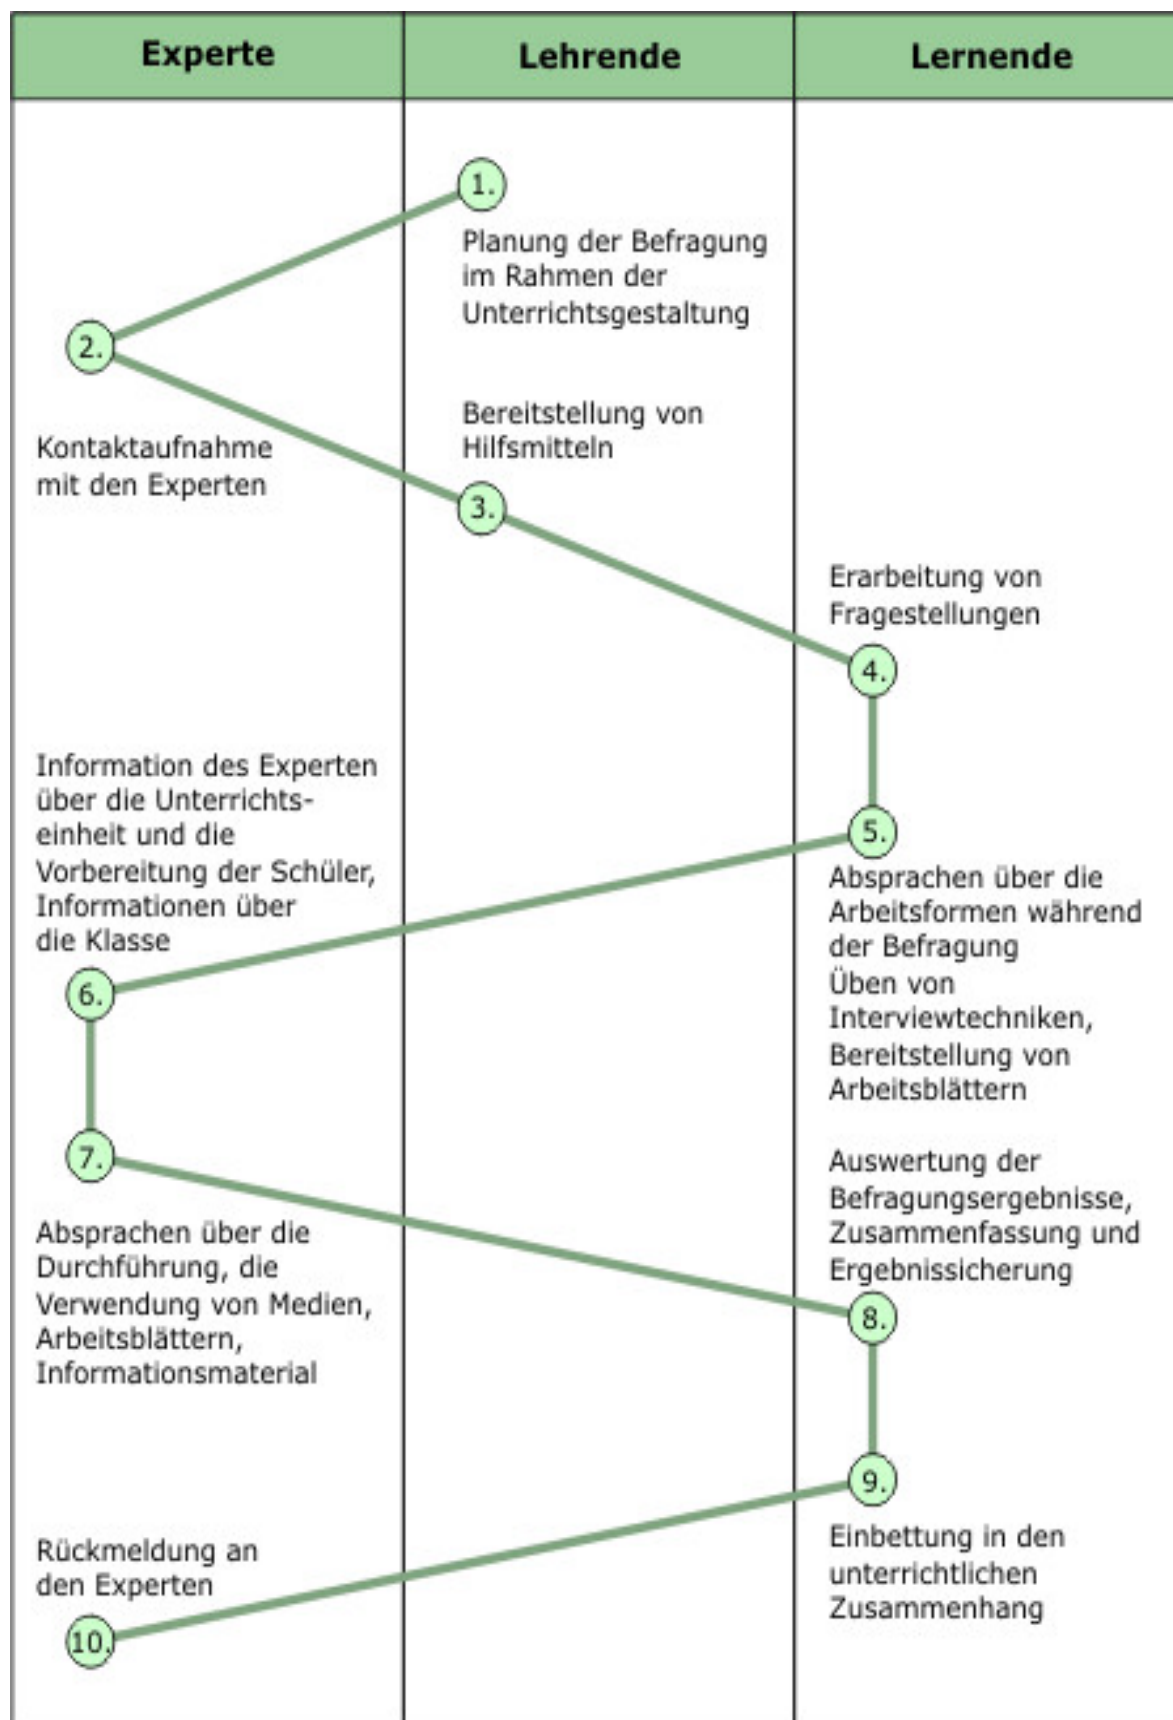 Experte
Lehrende
Lernende
1.
Planung der Befragung
im Rahmen der
Unterrichtsgestaltung
2.
Kontaktaufnahme
mit den Experten
Bereitstellung von
Hilfsmitteln
3.
Erarbeitung von
Fragestellungen
4.
5.
Absprachen über die
Arbeitsformen während
der Befragung
Üben von
Interviewtechniken,
Bereitstellung von
Arbeitsblättern
Information des Experten
über die Unterrichts-
einheit und die
Vorbereitung der Schüler,
Informationen über
die Klasse
6.
7.
Absprachen über die
Durchführung, die
Verwendung von Medien,
Arbeitsblättern,
Informationsmaterial
Auswertung der
Befragungsergebnisse,
Zusammenfassung und
Ergebnissicherung
8.
9.
Einbettung in den
unterrichtlichen
Zusammenhang
Rückmeldung an
den Experten
10.